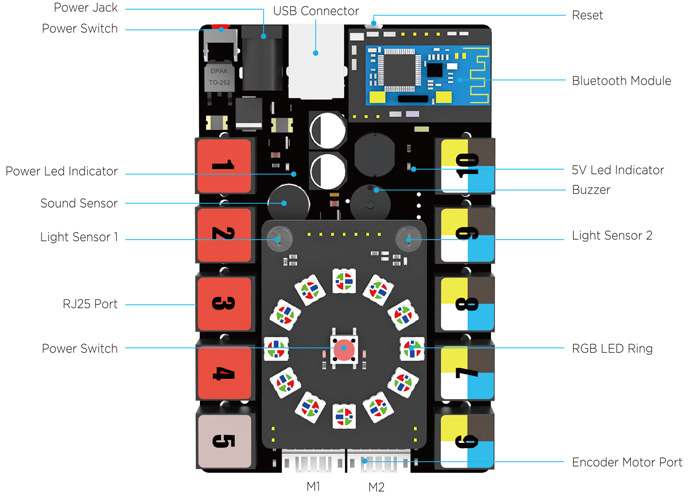 Power Jack
USB Connector
Reset
Power Switch
DPAK
TO-252
Bluetooth Module
1
10
Power Led Indicator
5V Led Indicator
Buzzer
Sound Sensor
2
9
Light Sensor 1
Light Sensor 2
RJ25 Port
3
8
Power Switch
RGB LED Ring
4
7
5
6
Encoder Motor Port
M1
M2